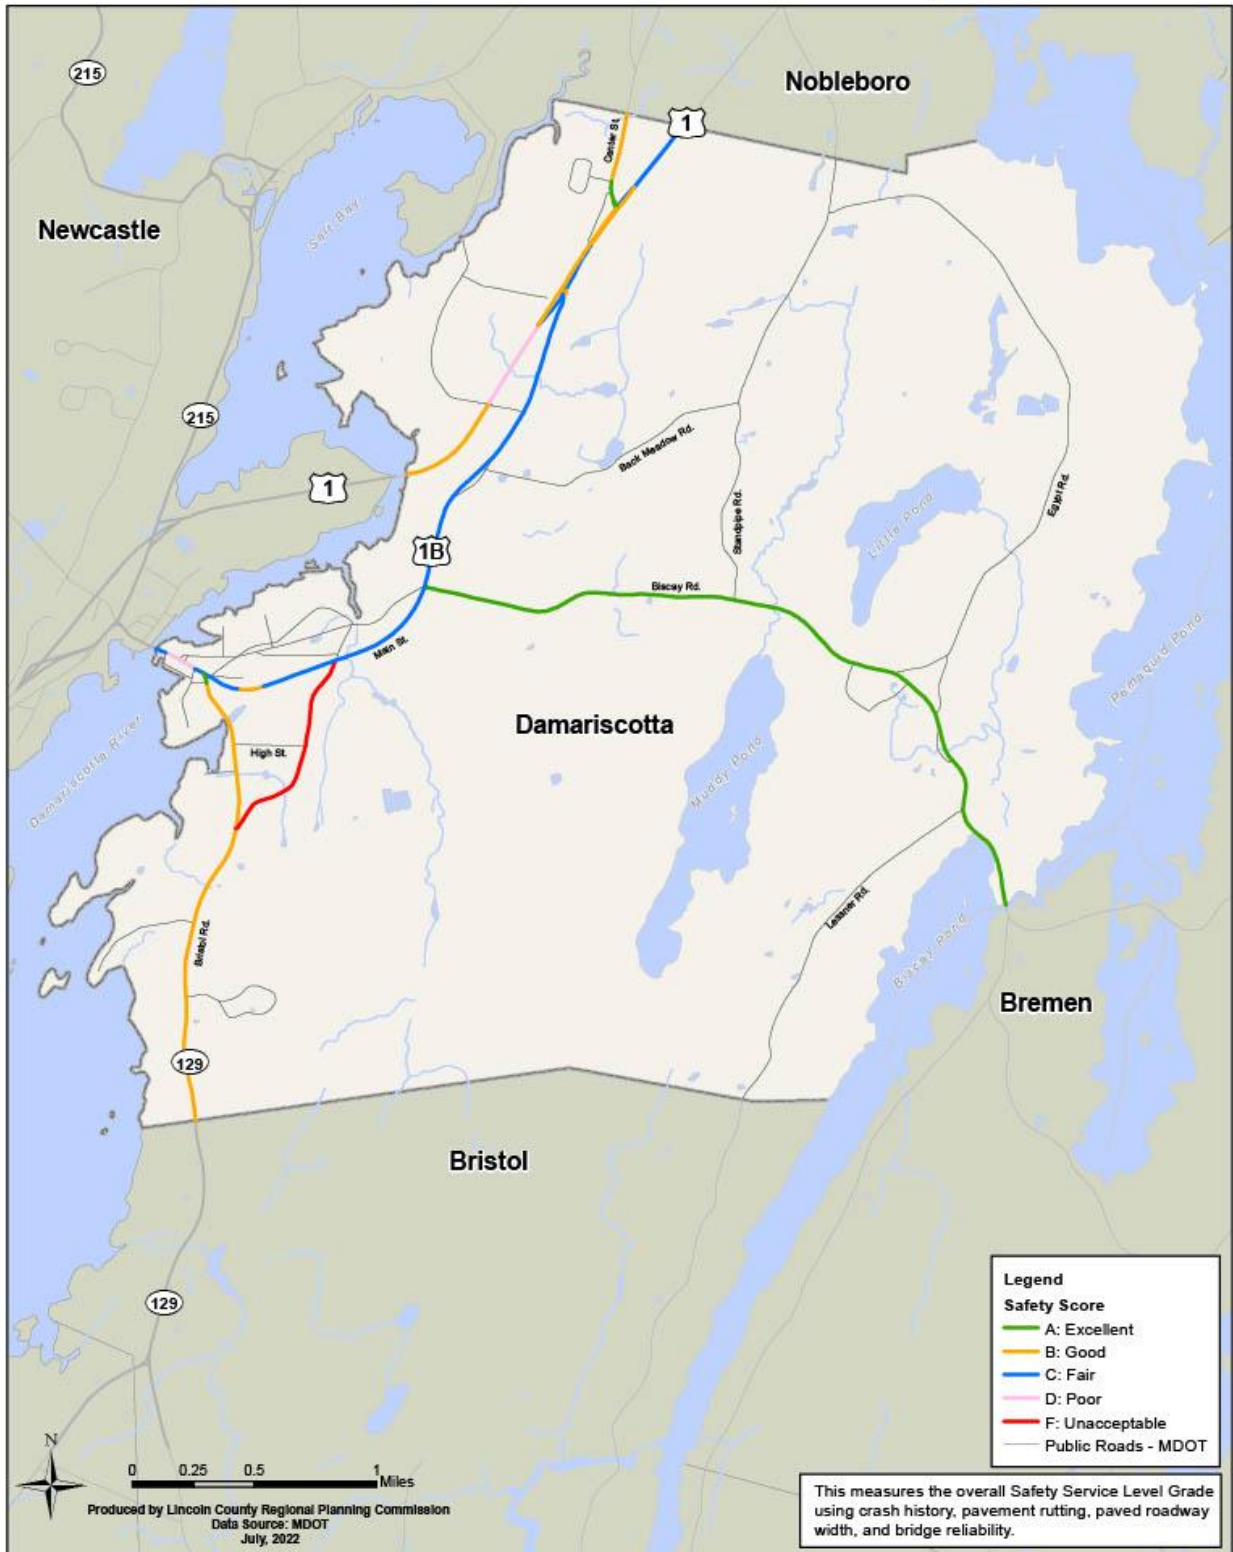 215
Nobleboro
1
Center St.
Newcastle
Salt Bay
215
Back Meadow Rd.
1
Standpipe Rd.
Egypt Rd.
Little Pond
1B
Biscay Rd.
Main St.
Pemaquid Pond
Damariscotta
High St.
Damariscotta River
Muddy Pond
Lessner Rd.
Bristol Rd.
Biscay Pond
Bremen
129
Bristol
129
Legend
Safety Score
A: Excellent
B: Good
C: Fair
D: Poor
F: Unacceptable
Public Roads - MDOT
N
0 0.25 0.5 1
Miles
Produced by Lincoln County Regional Planning Commission
Data Source: MDOT
July, 2022
This measures the overall Safety Service Level Grade
using crash history, pavement rutting, paved roadway
width, and bridge reliability.